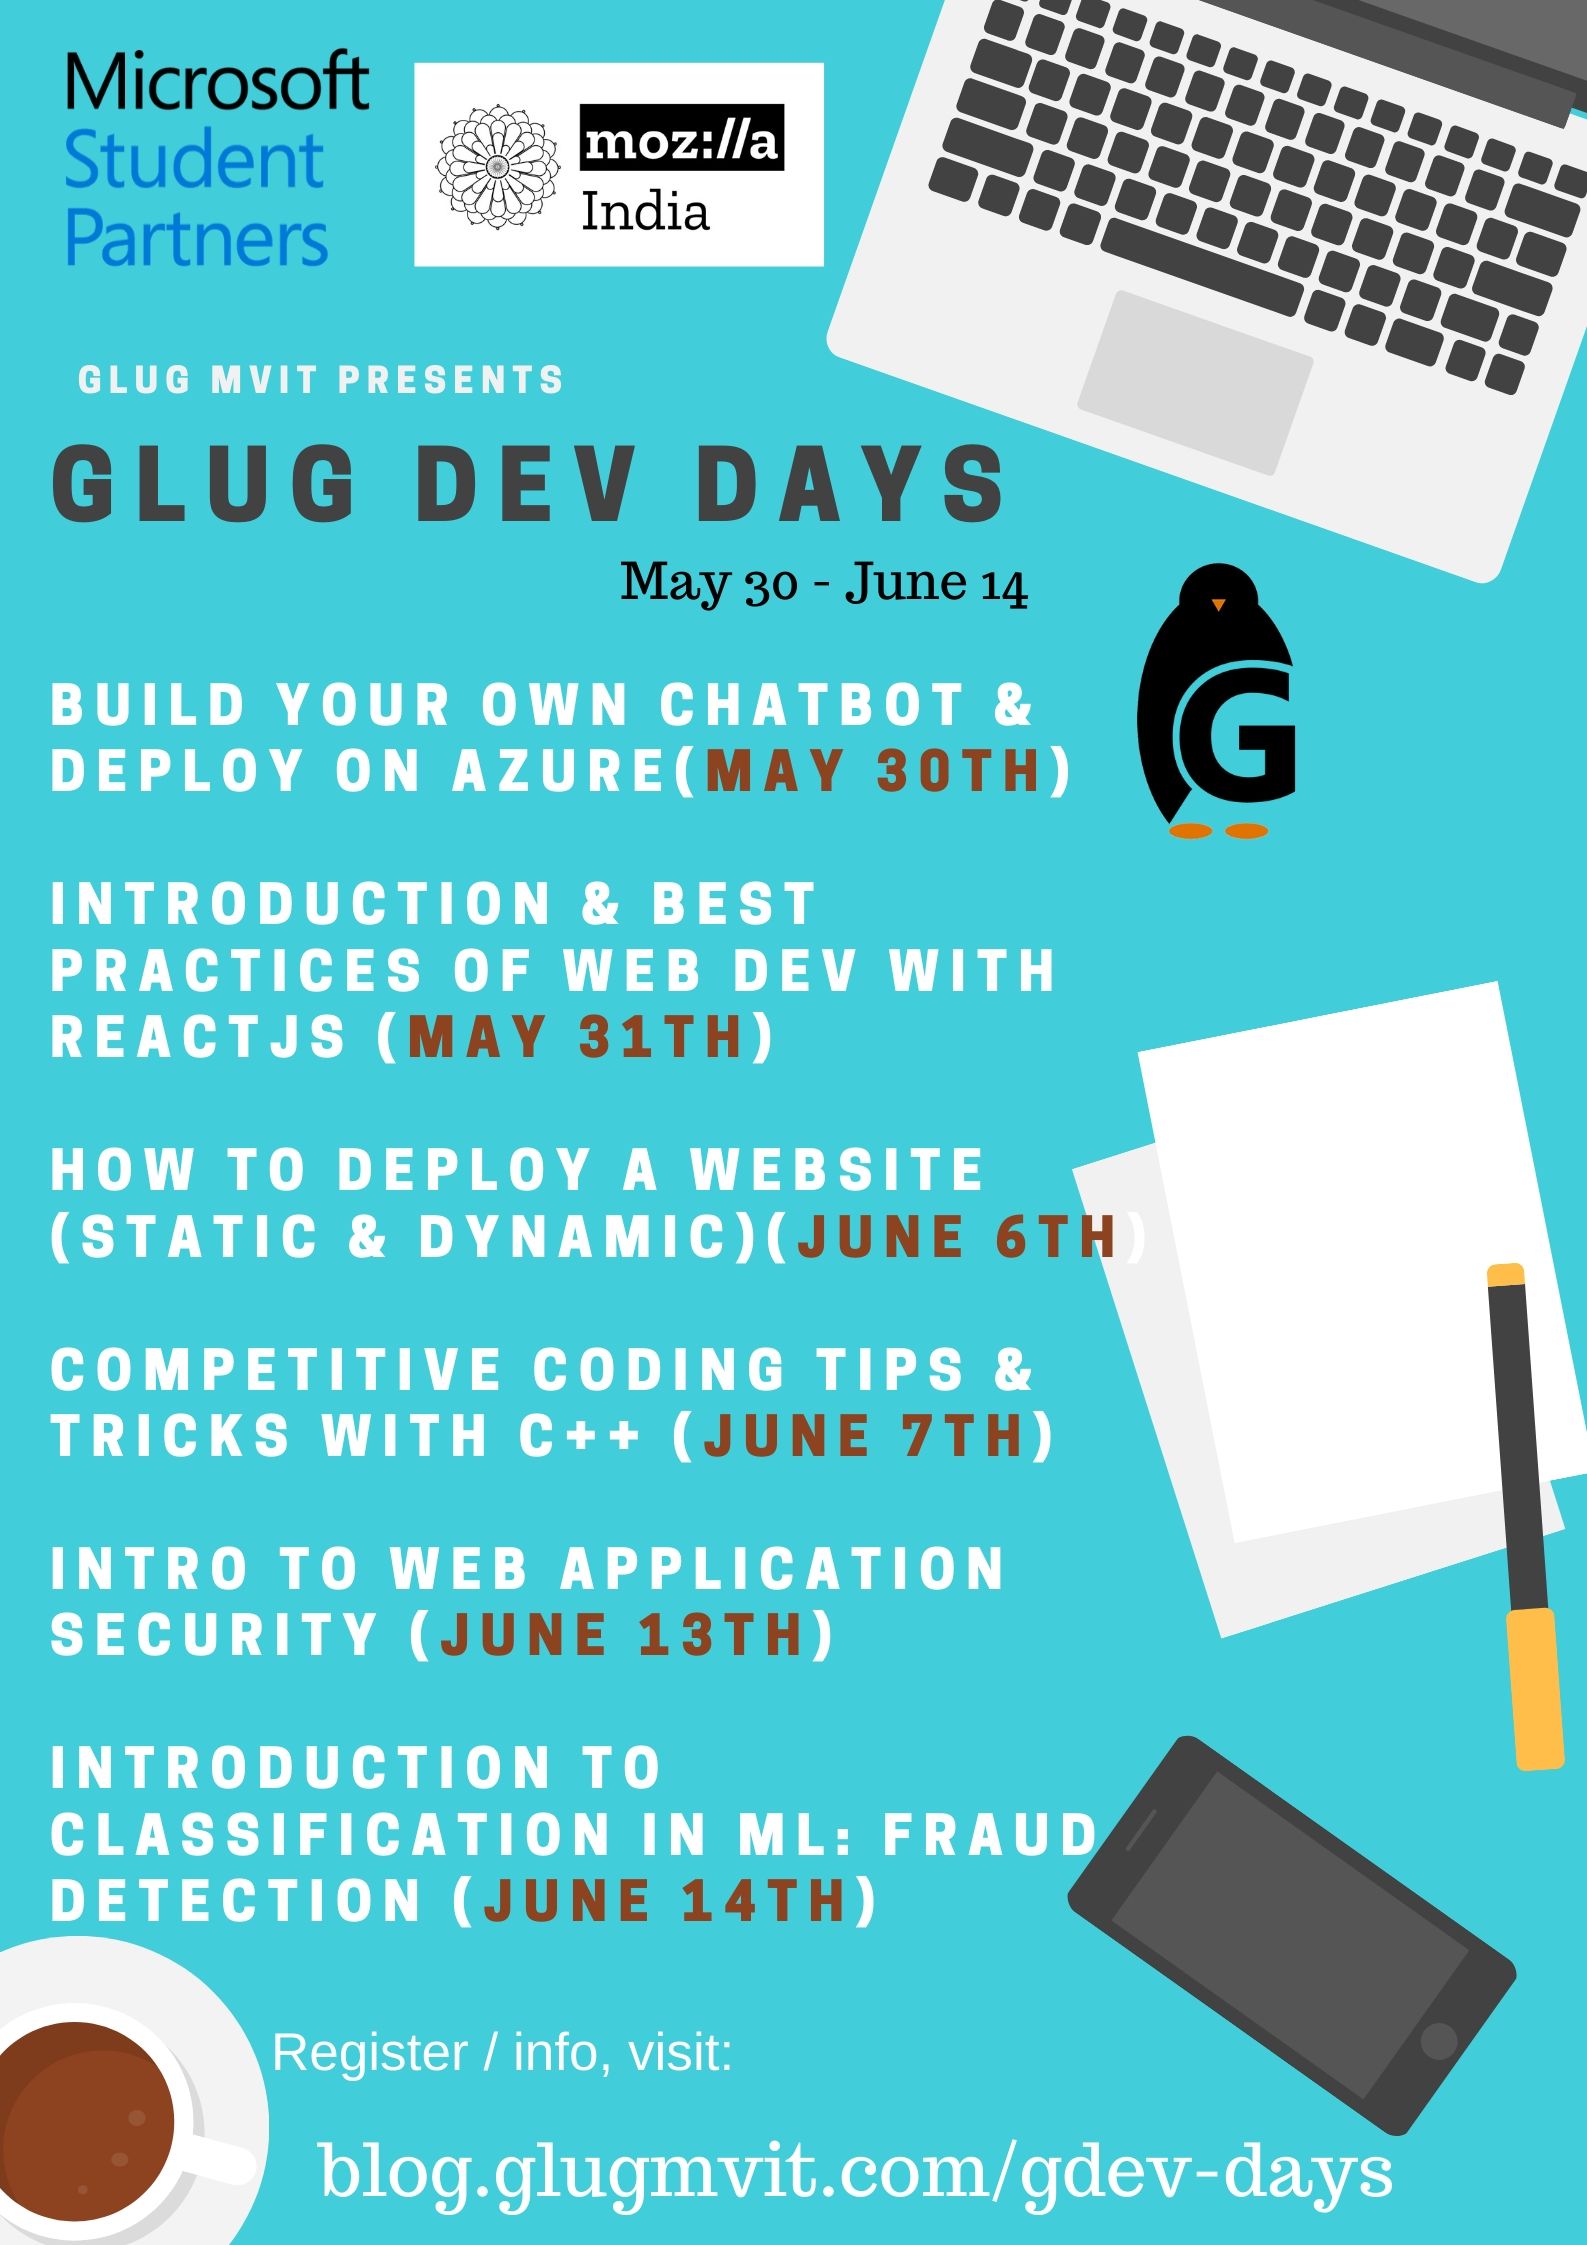 Microsoft
Student
Partners
moz://a
India
GLUG MVIT PRESENTS
GLUG DEV DAYS
May 30 - June 14
G
BUILD YOUR OWN CHATBOT &
DEPLOY ON AZURE(MAY 30TH)
INTRODUCTION & BEST
PRACTICES OF WEB DEV WITH
REACTJS (MAY 31TH)
HOW TO DEPLOY A WEBSITE
(STATIC & DYNAMIC)(JUNE 6TH)
COMPETITIVE CODING TIPS &
TRICKS WITH C++ (JUNE 7TH)
INTRO TO WEB APPLICATION
SECURITY (JUNE 13TH)
INTRODUCTION TO
CLASSIFICATION IN ML: FRAUD
DETECTION (JUNE 14TH)
Register / info, visit:
blog.glugmvit.com/gdev-days